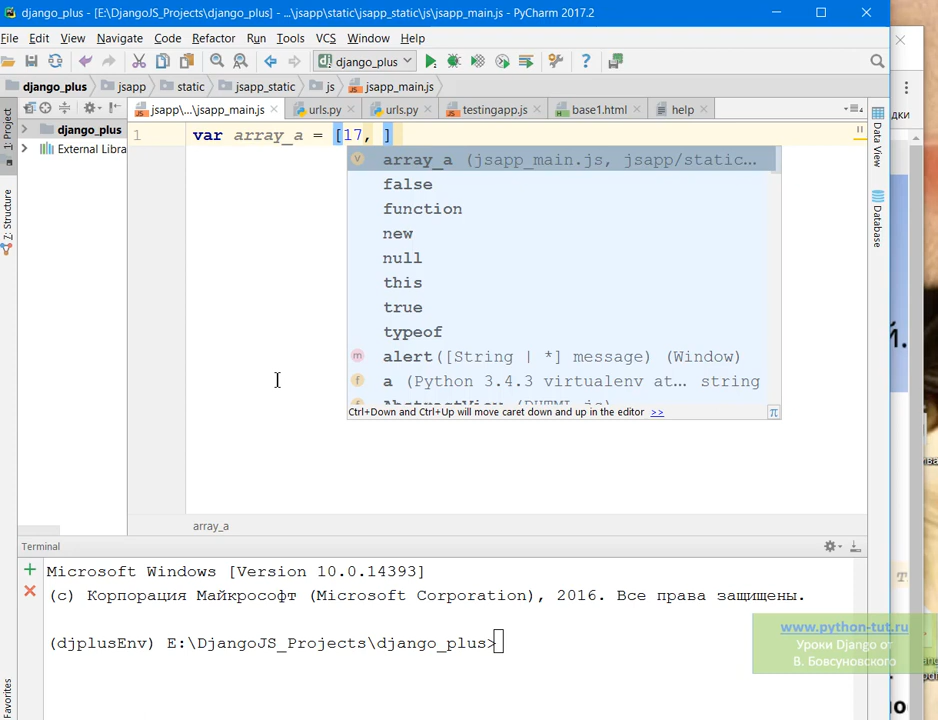 django_plus - [E:\DjangoJS_Projects\django_plus] - ...\jsapp\static\jsapp_static\js\jsapp_main.js - PyCharm 2017.2
File Edit View Navigate Code Refactor Run Tools VCS Window Help
django_plus
django_plus jsapp static jsapp_static js jsapp_main.js
jsapp\...\jsapp_main.js urls.py urls.py testingapp.js base1.html help
1: Project
django_plus
External Libra
Z: Structure
Favorites
1 var array_a = [17, ]
array_a (jsapp_main.js, jsapp/static...
false
function
new
null
this
true
typeof
alert([String | *] message) (Window)
a (Python 3.4.3 virtualenv at... string
AbstractView (DHTML.js)
Ctrl+Down and Ctrl+Up will move caret down and up in the editor >>
π
array_a
Data View
Database
дки
й.
Terminal
Microsoft Windows [Version 10.0.14393]
(c) Корпорация Майкрософт (Microsoft Corporation), 2016. Все права защищены.
(djplusEnv) E:\DjangoJS_Projects\django_plus>
www.python-tut.ru
Уроки Django от
В. Бовсуновского